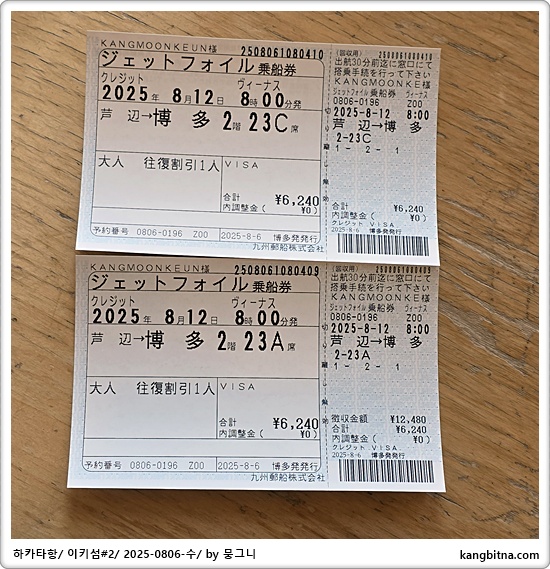 KANGMOONKEUN様 2508061080410
ジェットフォイル乗船券
クレジット ヴィーナス
2025年 8月12日 8時00分発
芦 辺→博 多 2階 23C席
大人 往復割引1人 VISA
合計 ¥6,240
内調整金( ¥0)
予約番号 0806-0196 Z00 2025-8-6 博多発発行
九州郵船株式会社
(回収用) 2508061080410
出航30分前迄に窓口にて
搭乗手続を行って下さい
KANGMOONKE様
ジェットフォイル乗船券 ヴィーナス
0806-0196 Z00
2025-8-12 8:00
芦 辺→博 多
2-23C
1- 2- 1
合計 ¥6,240
内調整金( ¥0)
クレジット VISA
2025-8-6 博多発発行
KANGMOONKEUN様 2508061080409
ジェットフォイル乗船券
クレジット ヴィーナス
2025年 8月12日 8時00分発
芦 辺→博 多 2階 23A席
大人 往復割引1人 VISA
合計 ¥6,240
内調整金( ¥0)
予約番号 0806-0196 Z00 2025-8-6 博多発発行
九州郵船株式会社
(回収用) 2508061080409
出航30分前迄に窓口にて
搭乗手続を行って下さい
KANGMOONKEUN様
ジェットフォイル乗船券 ヴィーナス
0806-0196 Z00
2025-8-12 8:00
芦 辺→博 多
2-23A
1- 2- 1
徴収金額 ¥12,480
合計 ¥6,240
内調整金( ¥0)
クレジット VISA
2025-8-6 博多発発行
하카타항/ 이키섬#2/ 2025-0806-수/ by 뭉그니
kangbitna.com